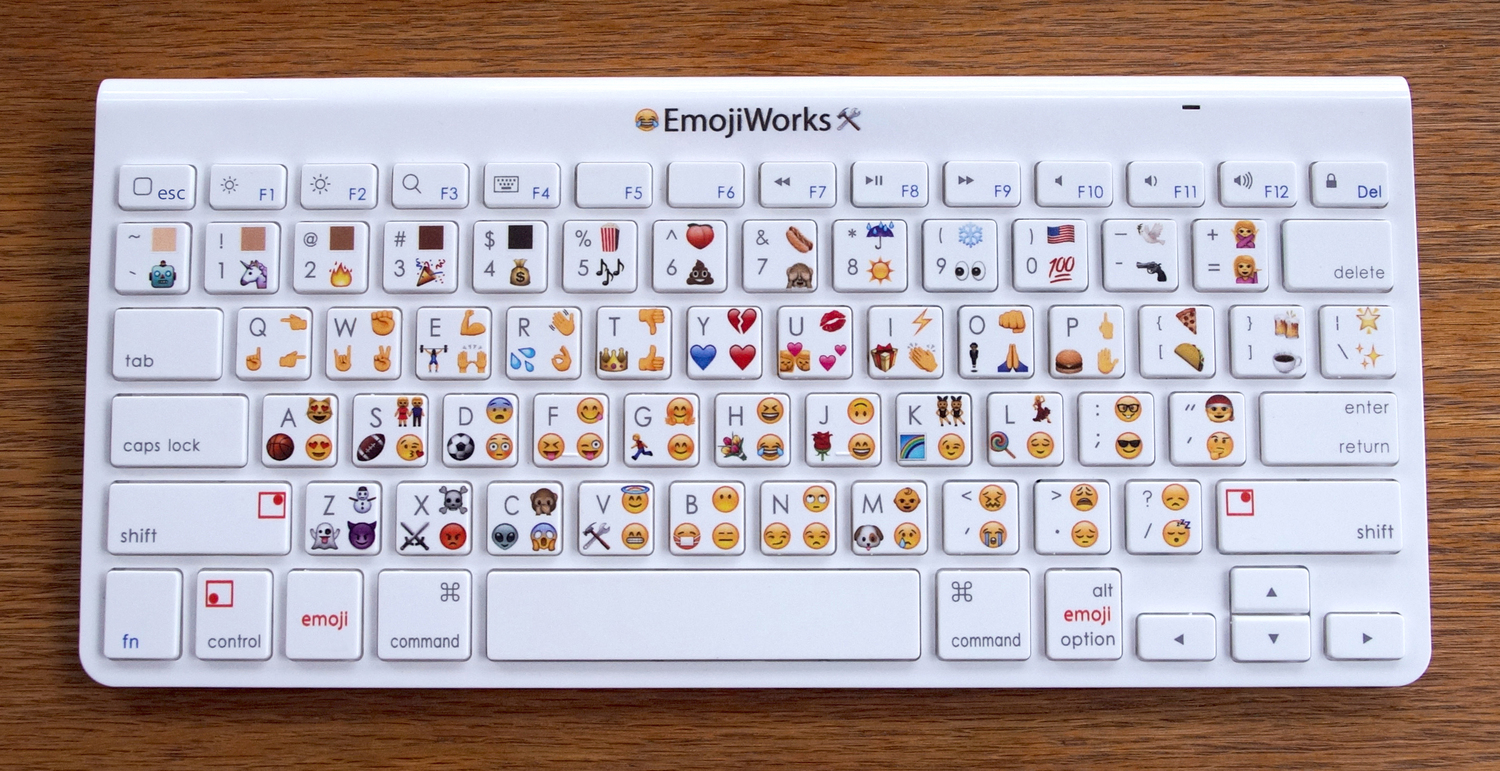 😂EmojiWorks🛠
esc F1 F2 F3 F4 F5 F6 F7 F8 F9 F10 F11 F12 Del
~ ! @ # $ % ^ & * ( ) — +
` 1 2 3 4 5 6 7 8 9 0 - = delete
100
tab Q W E R T Y U I O P { } |
[ ] \
caps lock A S D F G H J K L : " enter
; ' return
shift Z X C V B N M < > ? shift
, . /
zzz
fn control emoji command command alt
emoji
option